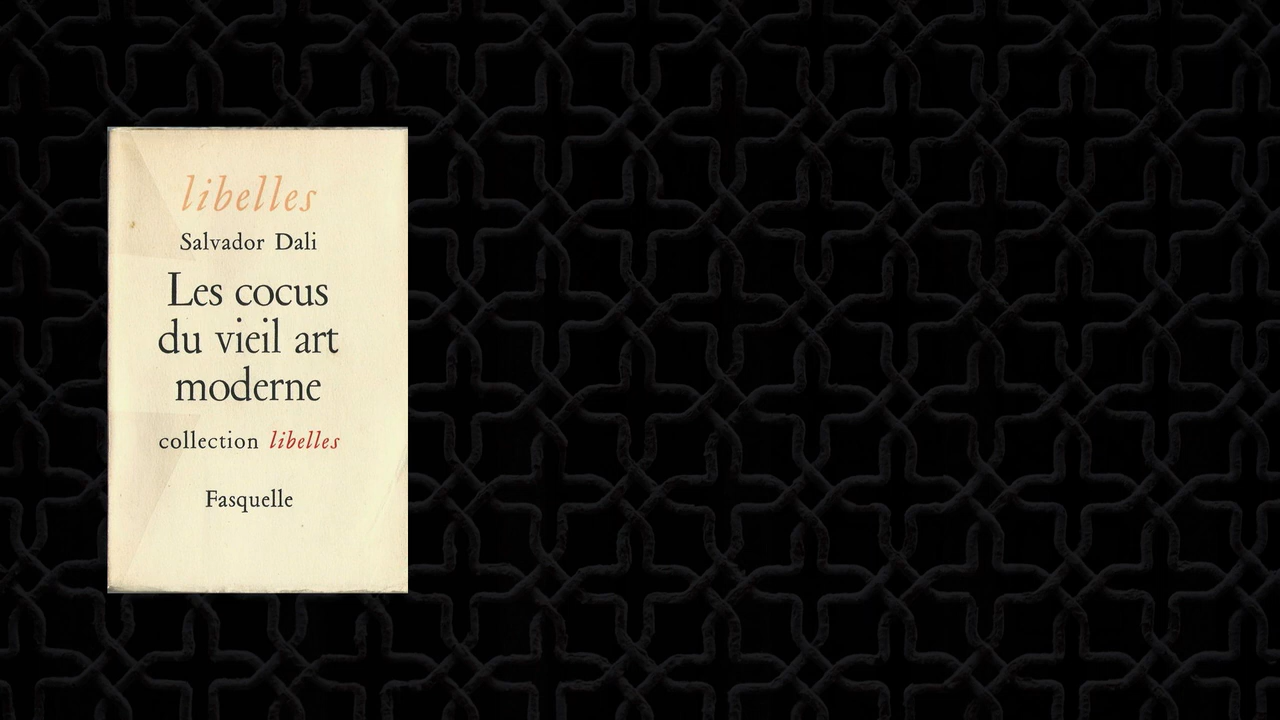 libelles
Salvador Dali
Les cocus
du vieil art
moderne
collection libelles
Fasquelle